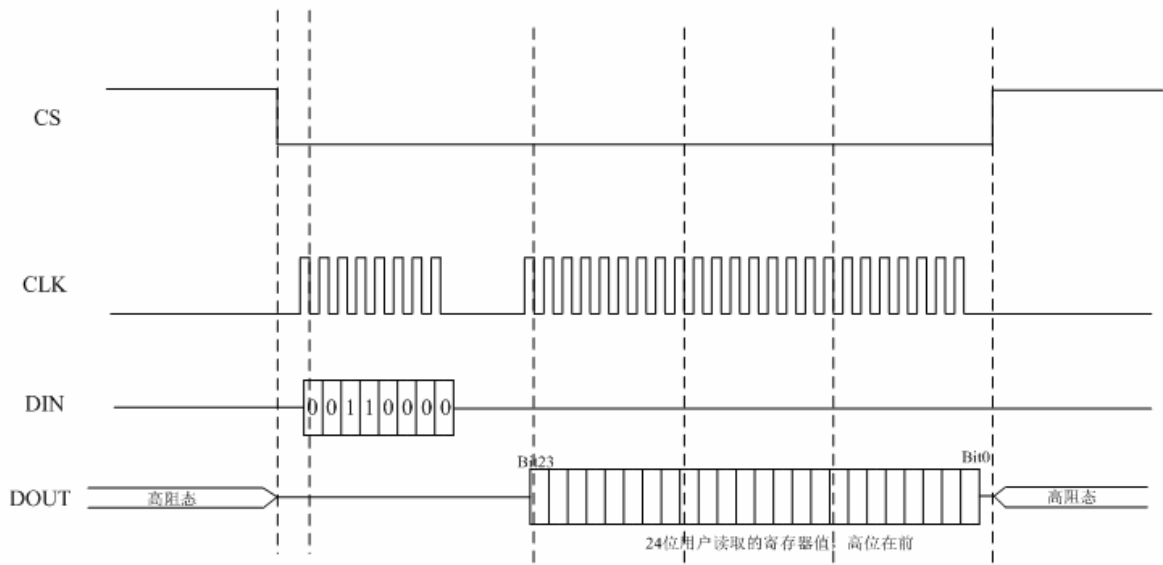 CS
CLK
DIN
0 0 1 1 0 0 0 0
Bit23
Bit0
DOUT
高阻态
高阻态
24位用户读取的寄存器值；高位在前